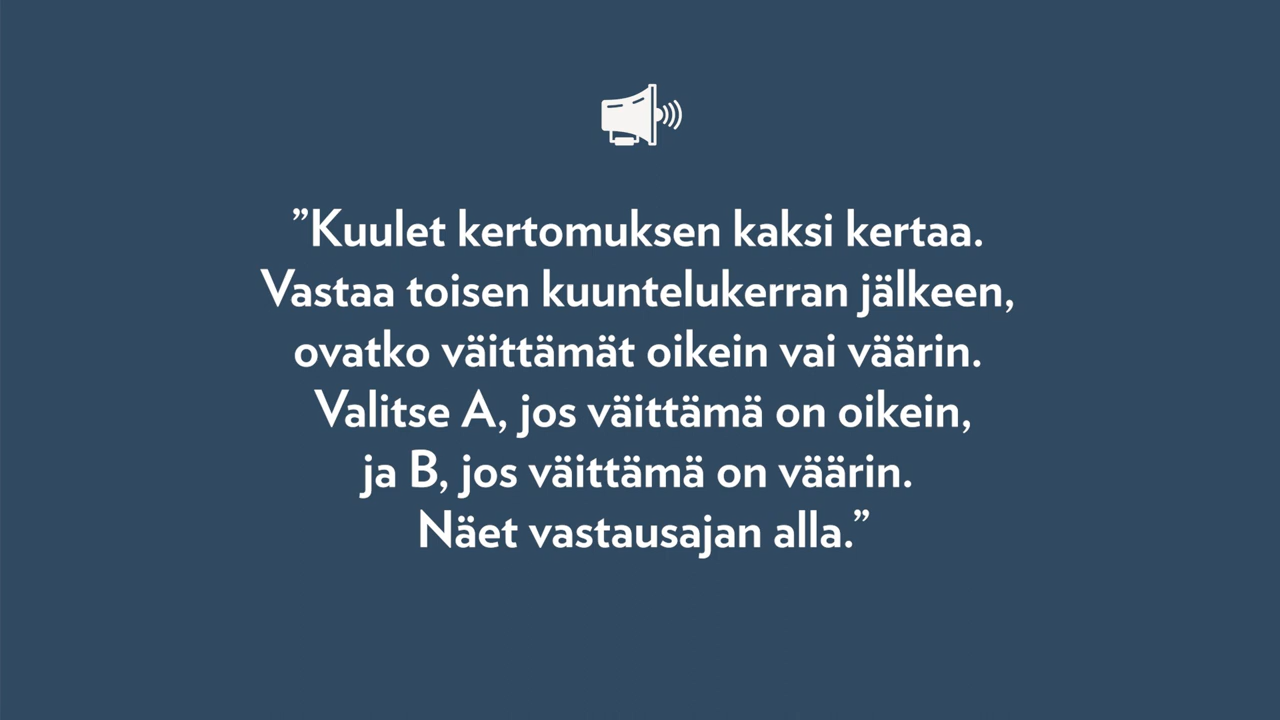 ”Kuulet kertomuksen kaksi kertaa.
Vastaa toisen kuuntelukerran jälkeen,
ovatko väittämät oikein vai väärin.
Valitse A, jos väittämä on oikein,
ja B, jos väittämä on väärin.
Näet vastausajan alla.”